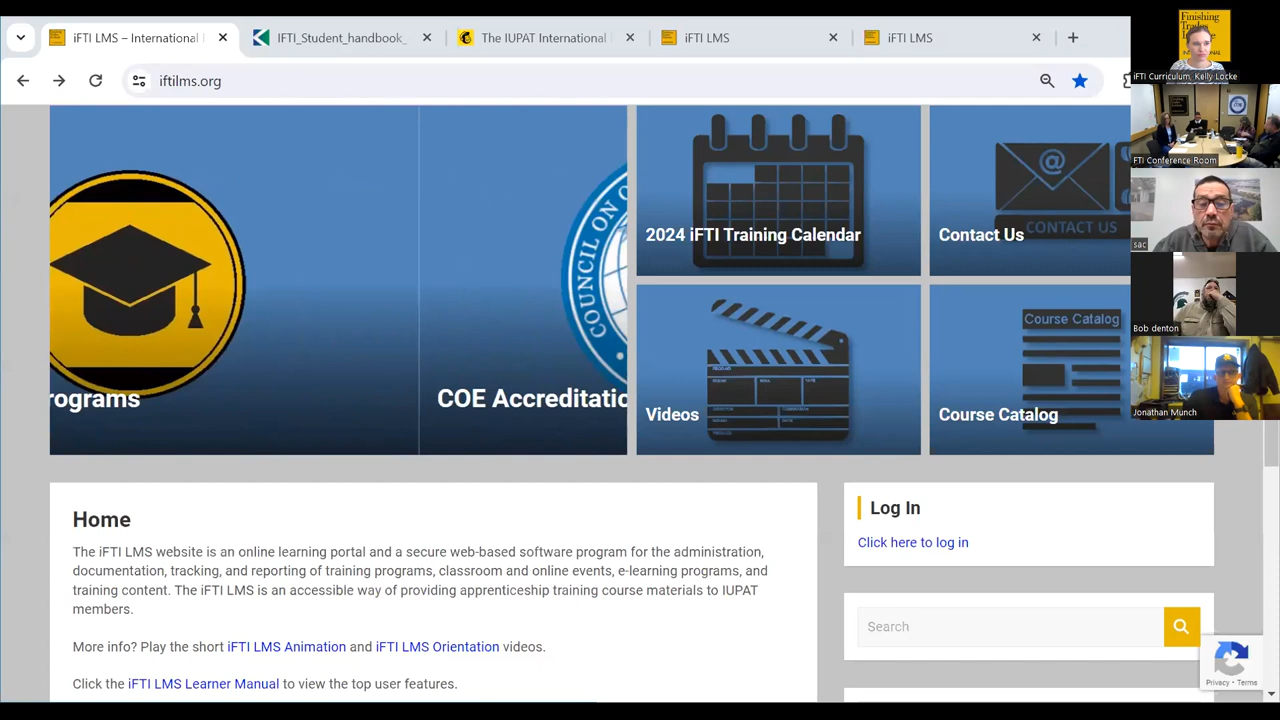 iFTI LMS – International
IFTI_Student_handbook_
IUPAT International
iFTI LMS
iFTI LMS
iftilms.org
Finishing
Trades
iFTI Curriculum, Kelly Locke
FTI Conference Room
sac
Bob denton
Jonathan Munch
rograms
COUNCIL ON O
COE Accreditatio
2024 iFTI Training Calendar
@
CONTACT US
Contact Us
Videos
Course Catalog
Course Catalog
Home
The iFTI LMS website is an online learning portal and a secure web-based software program for the administration,
documentation, tracking, and reporting of training programs, classroom and online events, e-learning programs, and
training content. The iFTI LMS is an accessible way of providing apprenticeship training course materials to IUPAT
members.
More info? Play the short iFTI LMS Animation and iFTI LMS Orientation videos.
Click the iFTI LMS Learner Manual to view the top user features.
Log In
Click here to log in
Search
Privacy - Terms